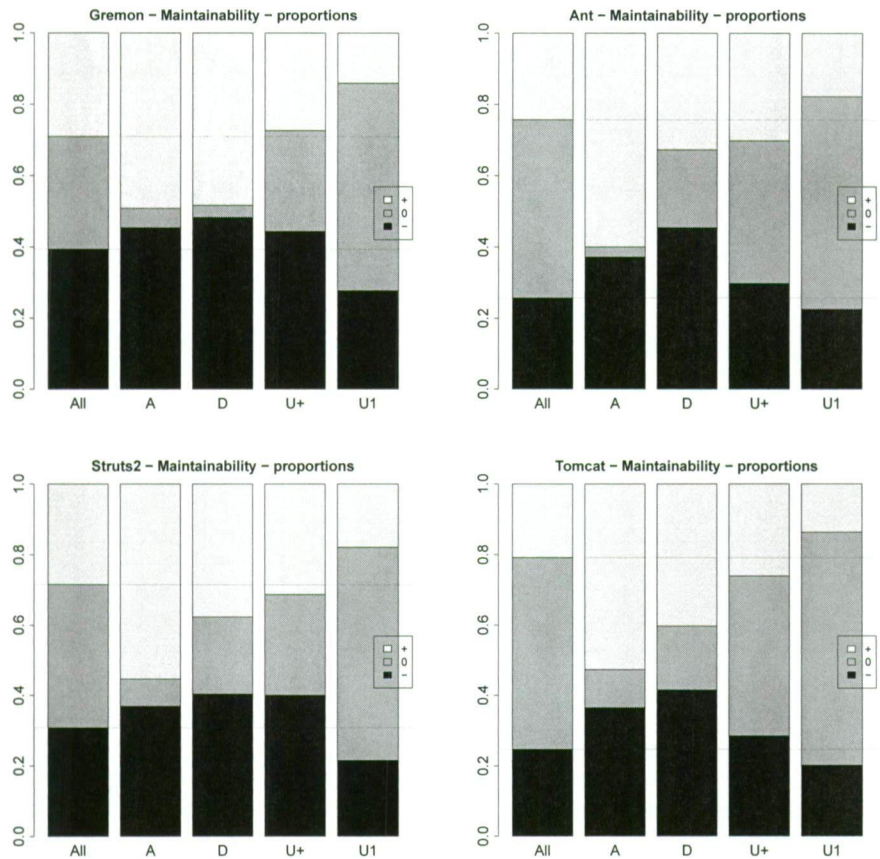 Gremon – Maintainability – proportions
0.0 0.2 0.4 0.6 0.8 1.0
+
0
–
All A D U+ U1
Ant – Maintainability – proportions
0.0 0.2 0.4 0.6 0.8 1.0
+
0
–
All A D U+ U1
Struts2 – Maintainability – proportions
0.0 0.2 0.4 0.6 0.8 1.0
+
0
–
All A D U+ U1
Tomcat – Maintainability – proportions
0.0 0.2 0.4 0.6 0.8 1.0
+
0
–
All A D U+ U1